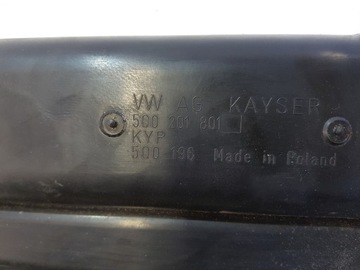 VW AG KAYSER
5Q0 201 801
KYP
500 196 Made in Poland